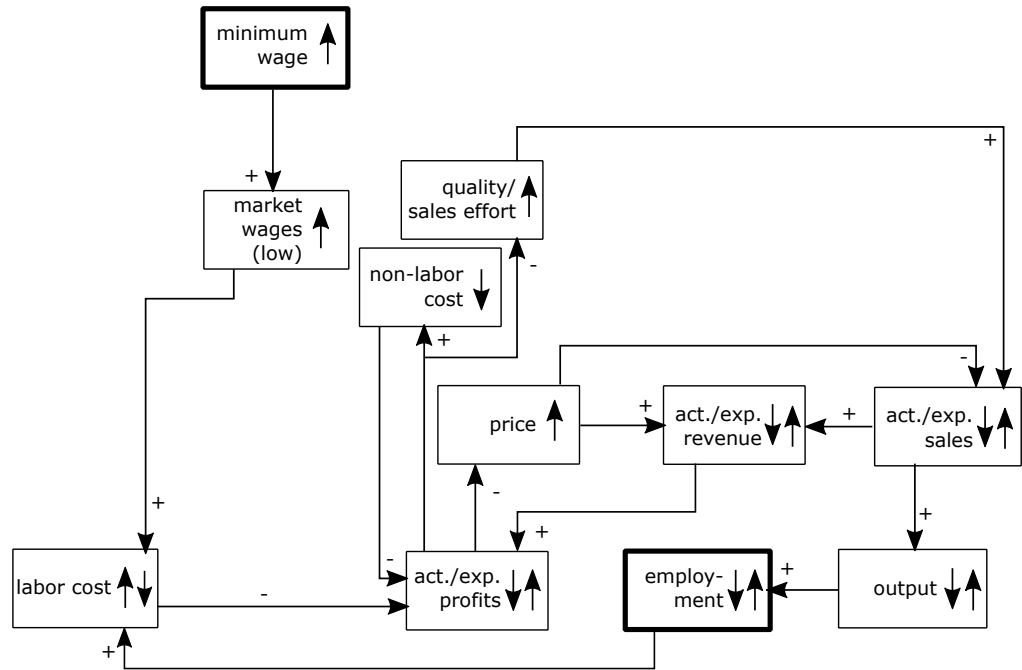 minimum
wage
+
market
wages
(low)
quality/
sales effort
+
-
non-labor
cost
+
-
price
+
act./exp.
revenue
+
act./exp.
sales
-
+
+
+
labor cost
-
-
act./exp.
profits
employ-
ment
+
output
+